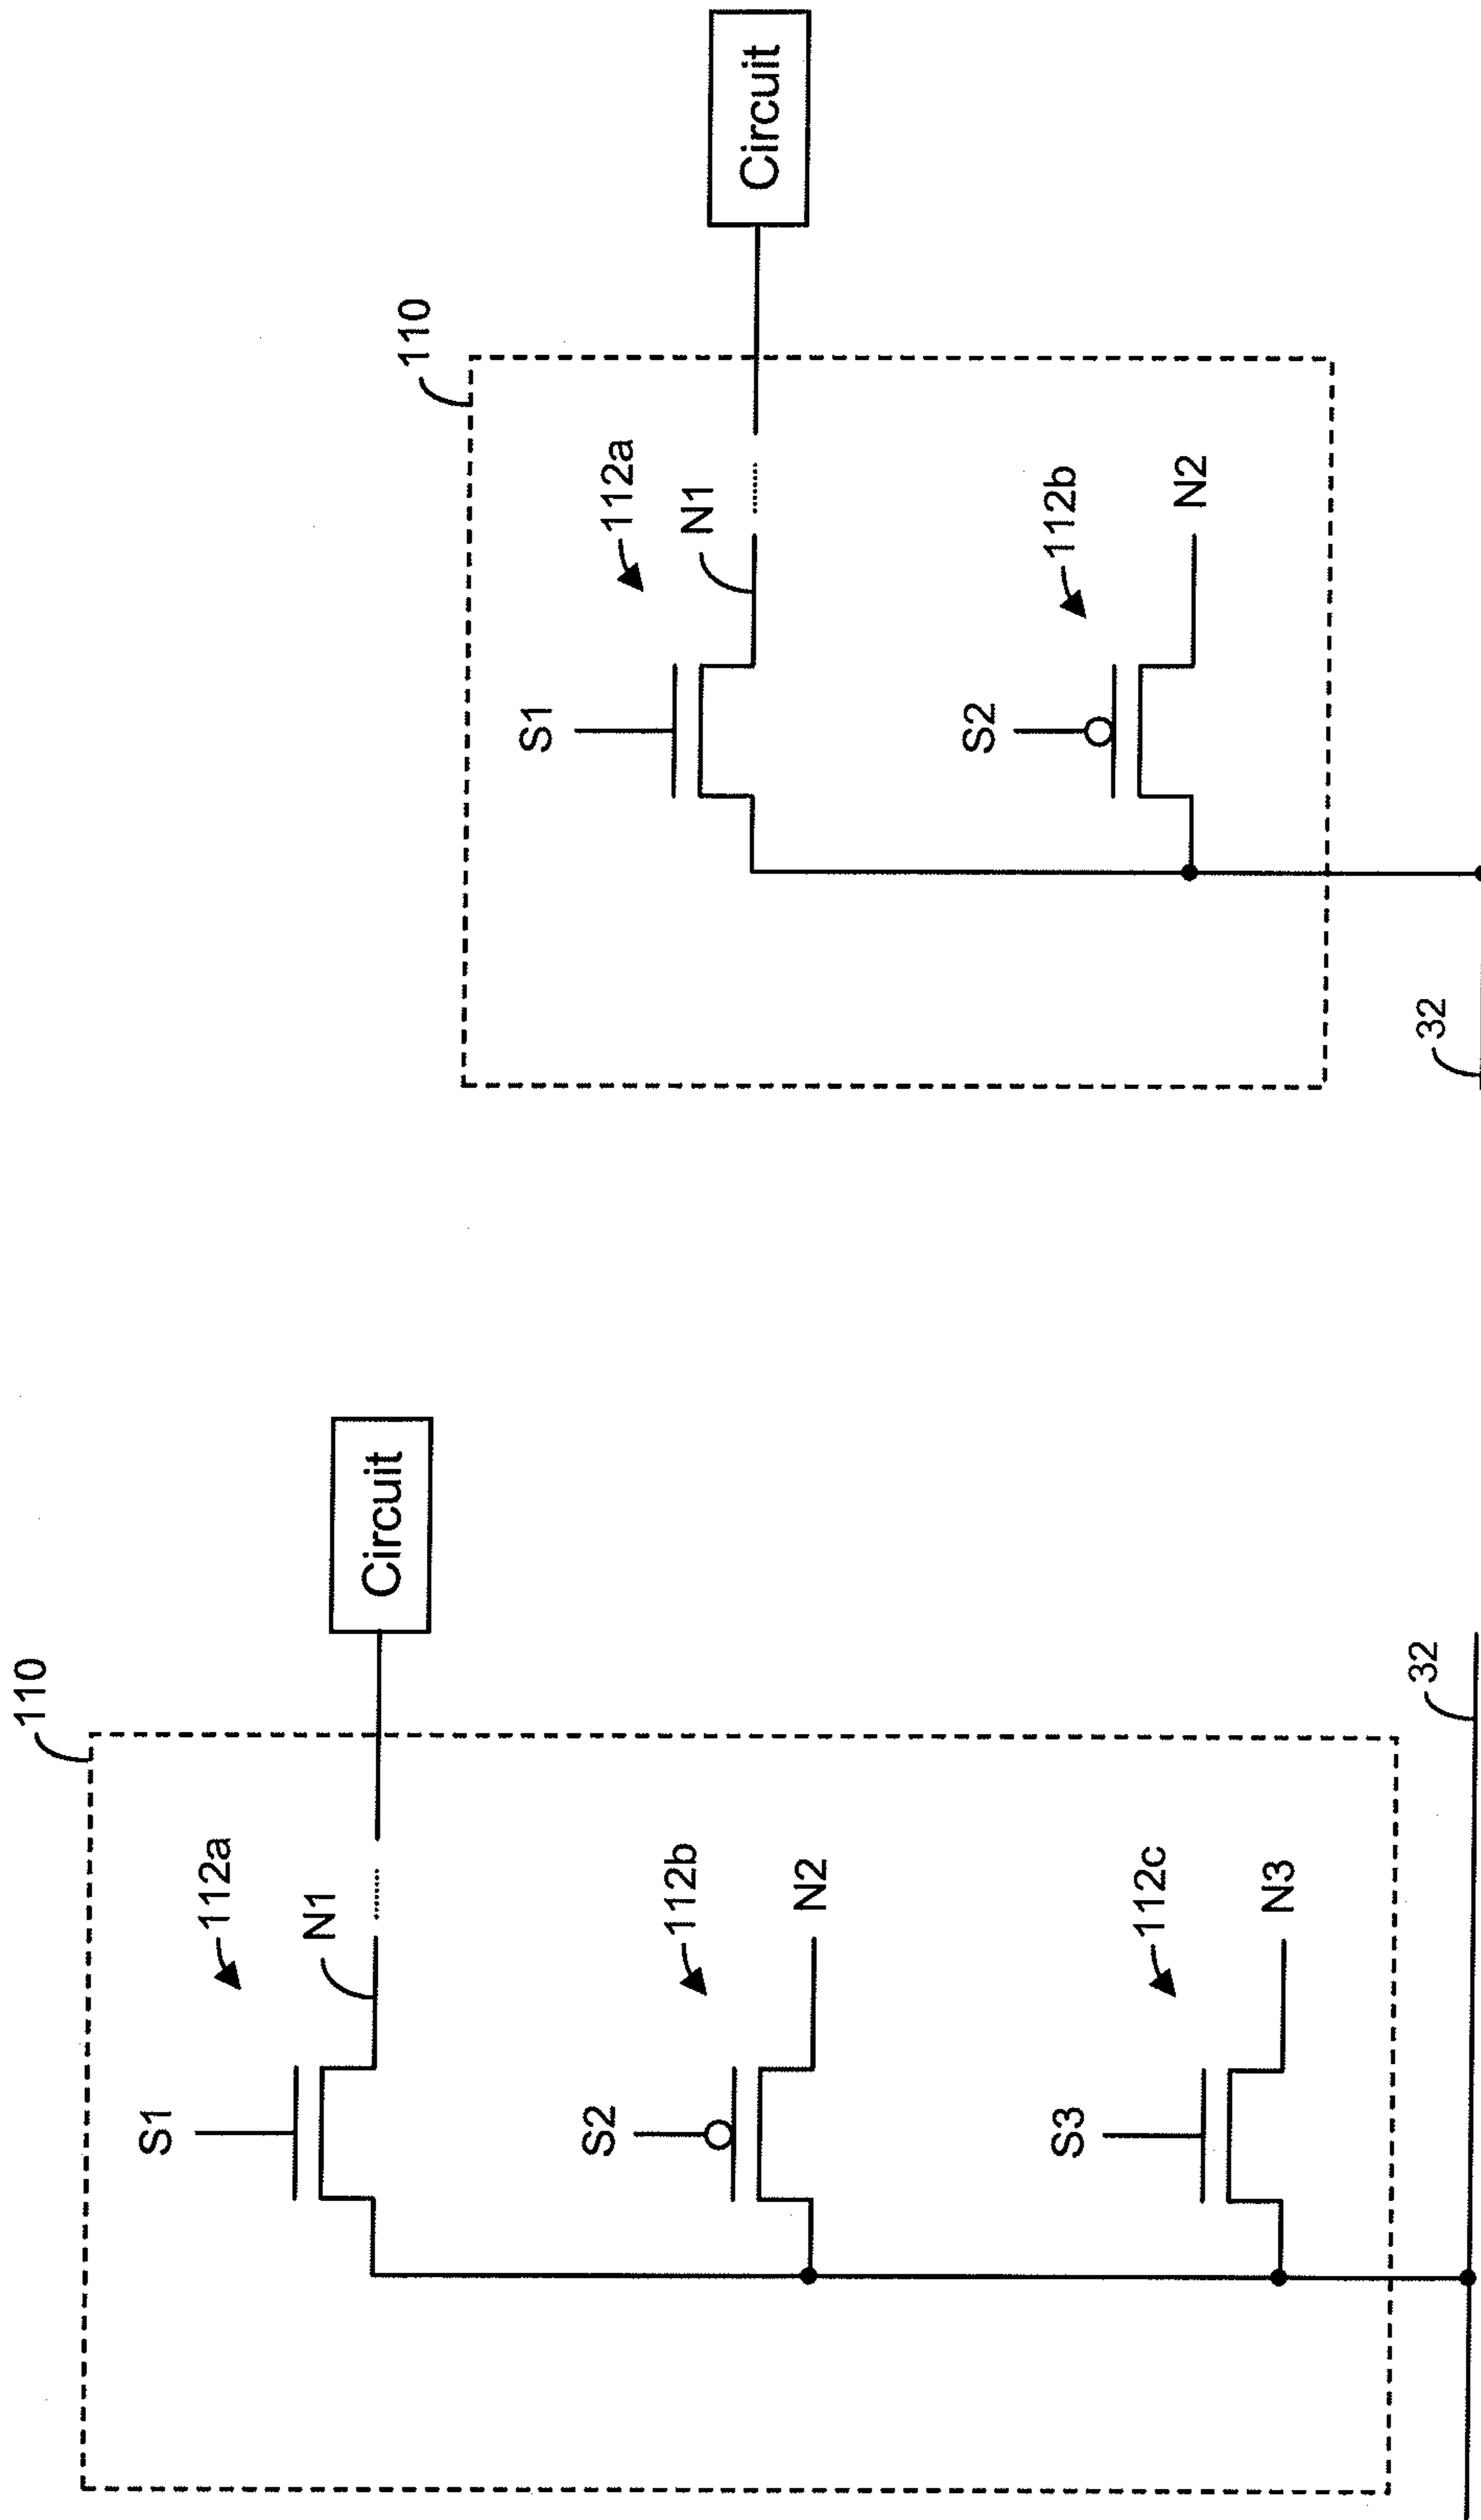 110
Circuit
112a
N1
S1
112b
N2
S2
32
110
Circuit
112a
N1
S1
112b
N2
S2
112c
N3
S3
32